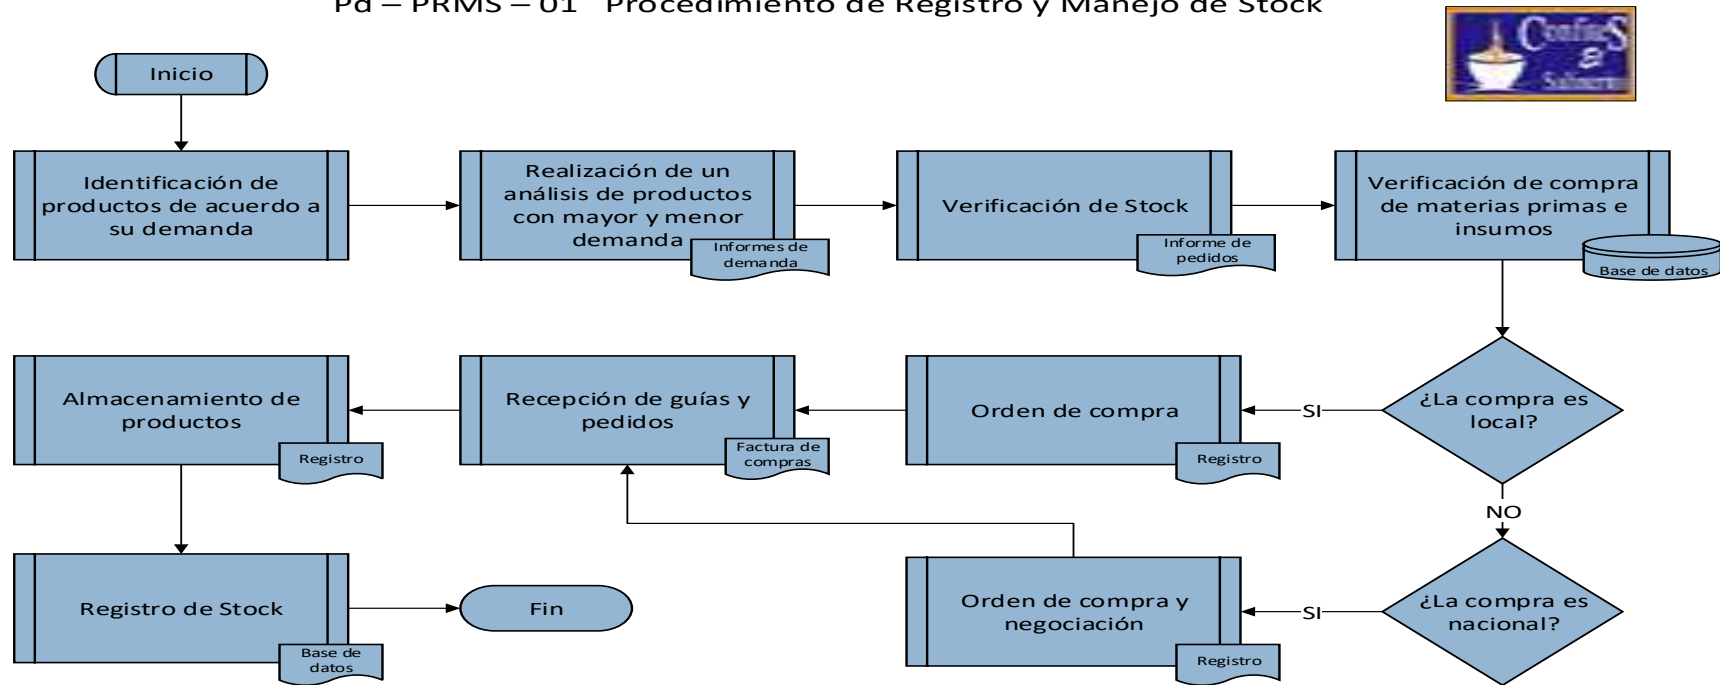 Pd – PRMS – 01   Procedimiento de Registro y Manejo de Stock
Confites
&
Inicio
Identificación de
productos de acuerdo a
su demanda
Realización de un
análisis de productos
con mayor y menor
demanda
Informes de
demanda
Verificación de Stock
Informe de
pedidos
Verificación de compra
de materias primas e
insumos
Base de datos
¿La compra es
local?
SI
Orden de compra
Registro
Recepción de guías y
pedidos
Factura de
compras
Almacenamiento de
productos
Registro
NO
¿La compra es
nacional?
SI
Orden de compra y
negociación
Registro
Registro de Stock
Base de
datos
Fin